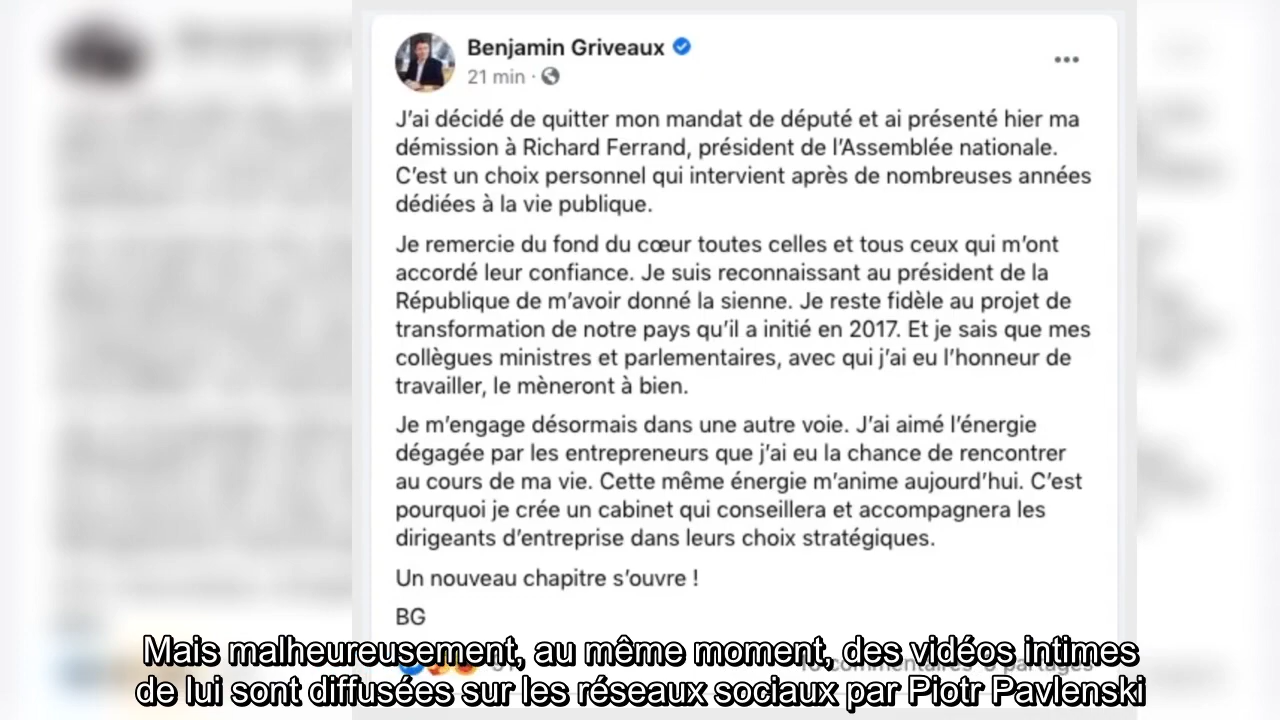 Benjamin Griveaux
21 min ·
J'ai décidé de quitter mon mandat de député et ai présenté hier ma
démission à Richard Ferrand, président de l'Assemblée nationale.
C'est un choix personnel qui intervient après de nombreuses années
dédiées à la vie publique.
Je remercie du fond du cœur toutes celles et tous ceux qui m'ont
accordé leur confiance. Je suis reconnaissant au président de la
République de m'avoir donné la sienne. Je reste fidèle au projet de
transformation de notre pays qu'il a initié en 2017. Et je sais que mes
collègues ministres et parlementaires, avec qui j'ai eu l'honneur de
travailler, le mèneront à bien.
Je m'engage désormais dans une autre voie. J'ai aimé l'énergie
dégagée par les entrepreneurs que j'ai eu la chance de rencontrer
au cours de ma vie. Cette même énergie m'anime aujourd'hui. C'est
pourquoi je crée un cabinet qui conseillera et accompagnera les
dirigeants d'entreprise dans leurs choix stratégiques.
Un nouveau chapitre s'ouvre !
BG
commentaires partages
Mais malheureusement, au même moment, des vidéos intimes
de lui sont diffusées sur les réseaux sociaux par Piotr Pavlenski